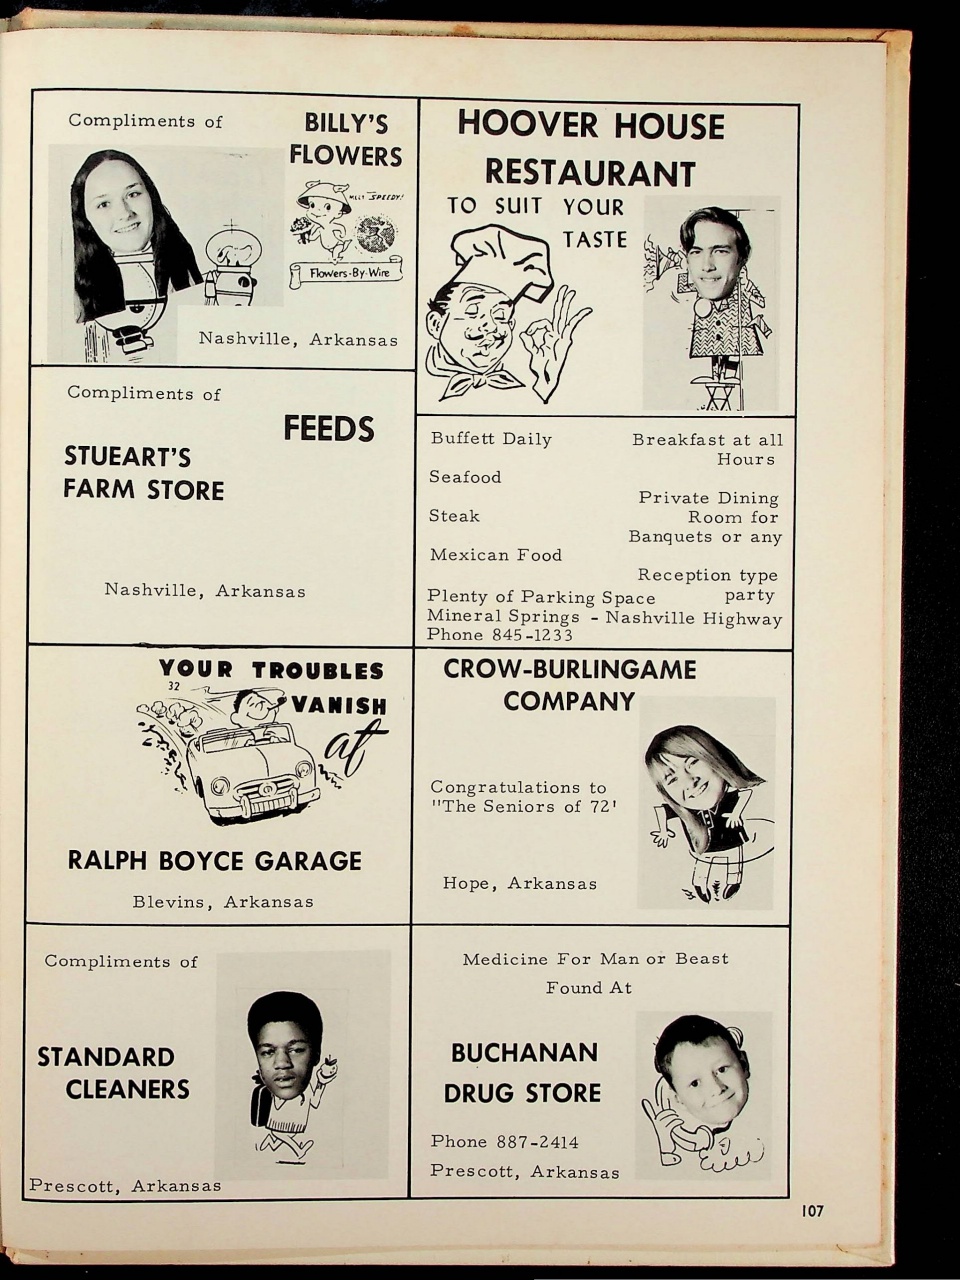 Compliments of
BILLY'S
FLOWERS
MEET SPEEDY!
Flowers-By-Wire
Nashville, Arkansas
HOOVER HOUSE
RESTAURANT
TO SUIT YOUR
TASTE
Compliments of
FEEDS
STUEART'S
FARM STORE
Nashville, Arkansas
Buffett Daily
Seafood
Steak
Mexican Food
Breakfast at all
Hours
Private Dining
Room for
Banquets or any
Reception type
party
Plenty of Parking Space
Mineral Springs - Nashville Highway
Phone 845-1233
YOUR TROUBLES
32
VANISH
at
RALPH BOYCE GARAGE
Blevins, Arkansas
CROW-BURLINGAME
COMPANY
Congratulations to
"The Seniors of 72'
Hope, Arkansas
Compliments of
STANDARD
CLEANERS
Prescott, Arkansas
Medicine For Man or Beast
Found At
BUCHANAN
DRUG STORE
Phone 887-2414
Prescott, Arkansas
107